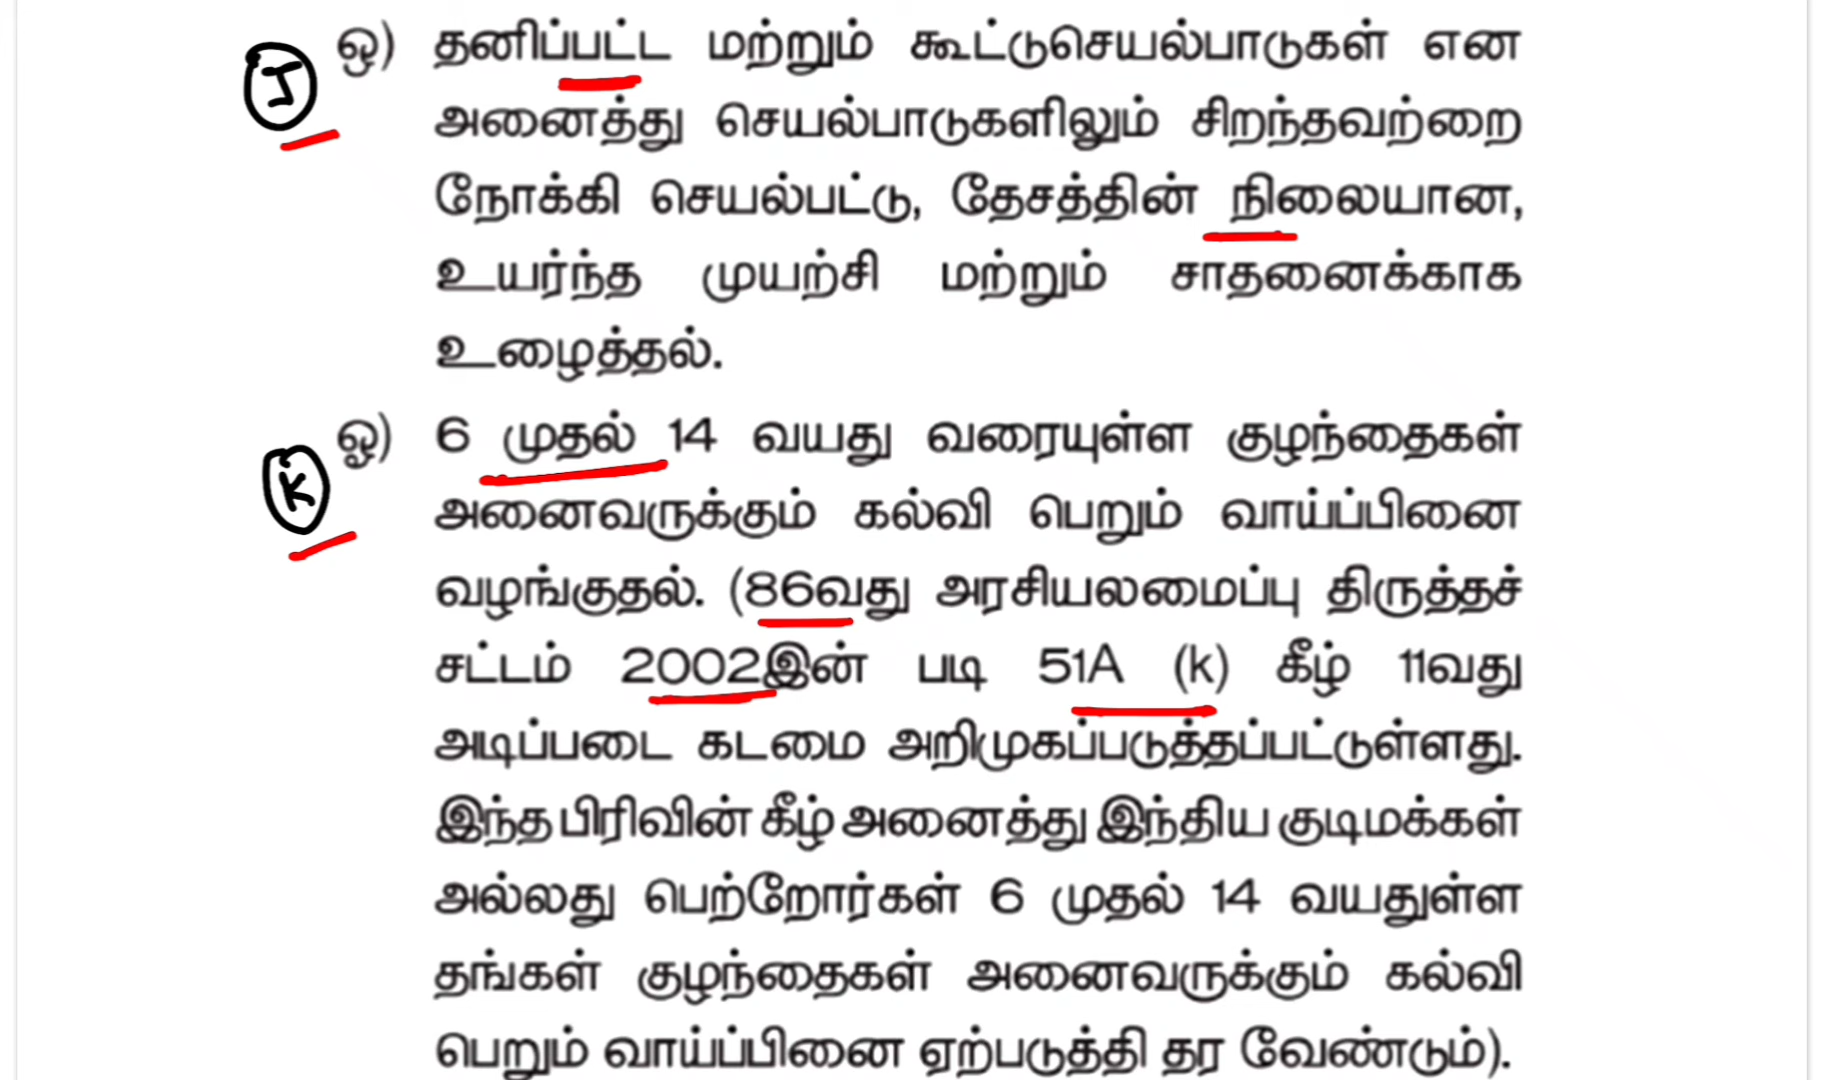 J ஒ) தனிப்பட்ட மற்றும் கூட்டுசெயல்பாடுகள் என
அனைத்து செயல்பாடுகளிலும் சிறந்தவற்றை
நோக்கி செயல்பட்டு, தேசத்தின் நிலையான,
உயர்ந்த முயற்சி மற்றும் சாதனைக்காக
உழைத்தல்.
K ஓ) 6 முதல் 14 வயது வரையுள்ள குழந்தைகள்
அனைவருக்கும் கல்வி பெறும் வாய்ப்பினை
வழங்குதல். (86வது அரசியலமைப்பு திருத்தச்
சட்டம் 2002இன் படி 51A (k) கீழ் 11வது
அடிப்படை கடமை அறிமுகப்படுத்தப்பட்டுள்ளது.
இந்த பிரிவின் கீழ் அனைத்து இந்திய குடிமக்கள்
அல்லது பெற்றோர்கள் 6 முதல் 14 வயதுள்ள
தங்கள் குழந்தைகள் அனைவருக்கும் கல்வி
பெறும் வாய்ப்பினை ஏற்படுத்தி தர வேண்டும்).